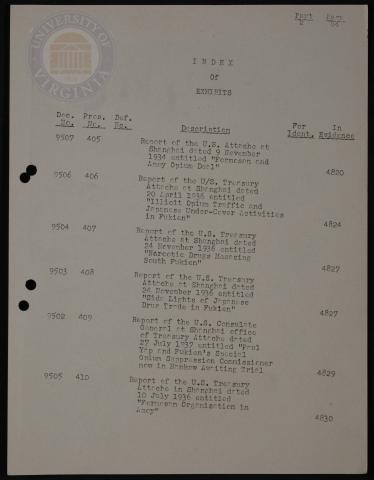 UNIVERSITY OF VIRGINIA
Part Page
INDEX
Of
EXHIBITS
Doc. No. Pros. No. Def. No. Description For Ident. In Evidence
9507 405 Report of the U.S. Attache at
Shanghai dated 9 November
1934 entitled "Formosan and
Amoy Opium Deal" 4820
9506 406 Report of the U/S. Treasury
Attache at Shanghai dated
20 April 1936 entitled
"Illicit Opium Traffic and
Japanese Under-Cover Activities
in Fukien" 4824
9504 407 Report of the U.S. Treasury
Attache at Shanghai dated
24 November 1936 entitled
"Narcotic Drugs Menacing
South Fukien" 4827
9503 408 Report of the U.S. Treasury
Attache at Shanghai dated
24 November 1936 entitled
"Side Lights of Japanese
Drug Trade in Fukien" 4827
9502 409 Report of the U.S. Consulate
General at Shanghai office
of Treasury Attache dated
27 July 1937 entitled "Paul
Yap and Fukien's Special
Opium Suppression Commissioner
now in Hankow Awaiting Trial 4829
9505 410 Report of the U.S. Treasury
Attache in Shanghai dated
10 July 1936 entitled
"Formosan Organization in
Amoy" 4830